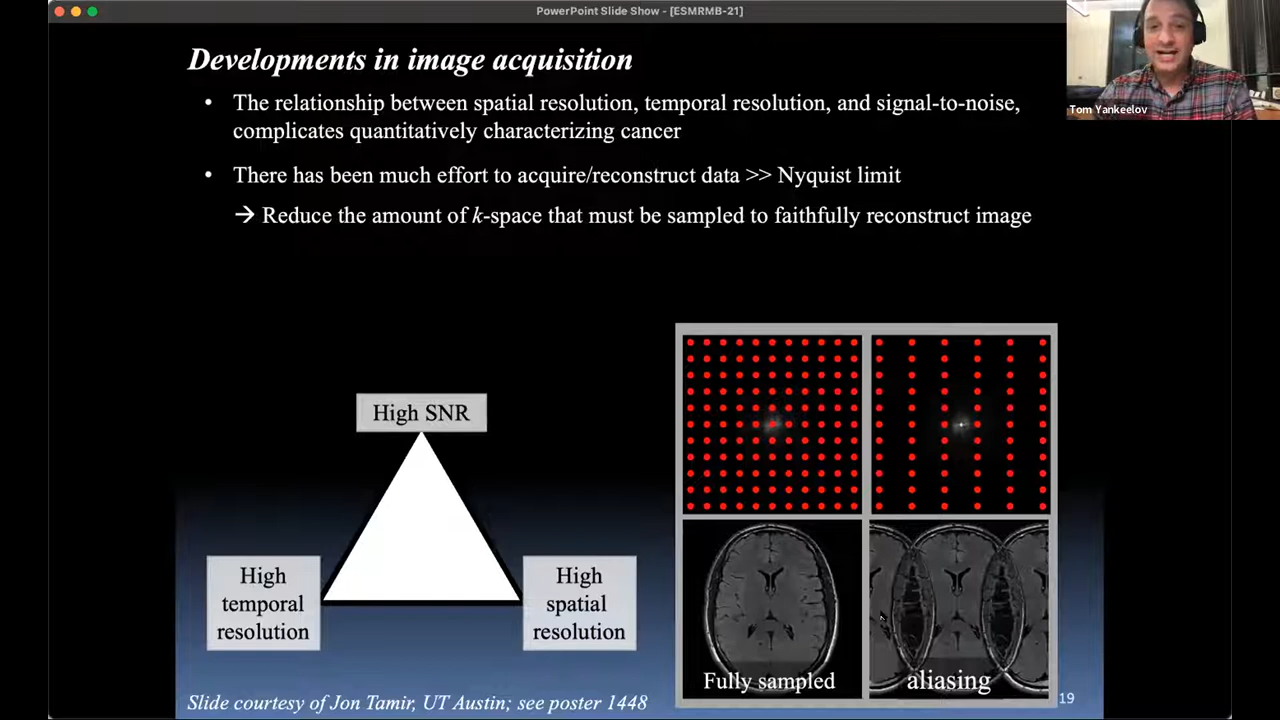 PowerPoint Slide Show - [ESMRMB-21]
Tom Yankeelov
Developments in image acquisition
• The relationship between spatial resolution, temporal resolution, and signal-to-noise,
complicates quantitatively characterizing cancer
• There has been much effort to acquire/reconstruct data >> Nyquist limit
→ Reduce the amount of k-space that must be sampled to faithfully reconstruct image
High SNR
High
temporal
resolution
High
spatial
resolution
Fully sampled
aliasing
Slide courtesy of Jon Tamir, UT Austin; see poster 1448
19